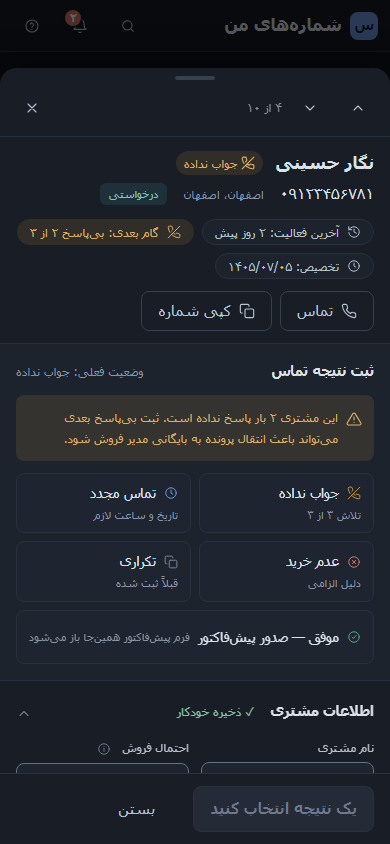 س شماره‌های من ۲
۴ از ۱۰
نگار حسینی جواب نداده
۰۹۱۲۳۴۵۶۷۸۱ اصفهان، اصفهان درخواستی
آخرین فعالیت: ۲ روز پیش گام بعدی: بی‌پاسخ ۲ از ۳
تخصیص: ۱۴۰۵/۰۷/۰۵
تماس کپی شماره
ثبت نتیجه تماس وضعیت فعلی: جواب نداده
این مشتری ۲ بار پاسخ نداده است. ثبت بی‌پاسخ بعدی
می‌تواند باعث انتقال پرونده به بایگانی مدیر فروش شود.
جواب نداده تماس مجدد
تلاش ۳ از ۳ تاریخ و ساعت لازم
عدم خرید تکراری
دلیل الزامی قبلاً ثبت شده
موفق — صدور پیش‌فاکتور فرم پیش‌فاکتور همین‌جا باز می‌شود
اطلاعات مشتری ✓ ذخیره خودکار
نام مشتری احتمال فروش
یک نتیجه انتخاب کنید بستن